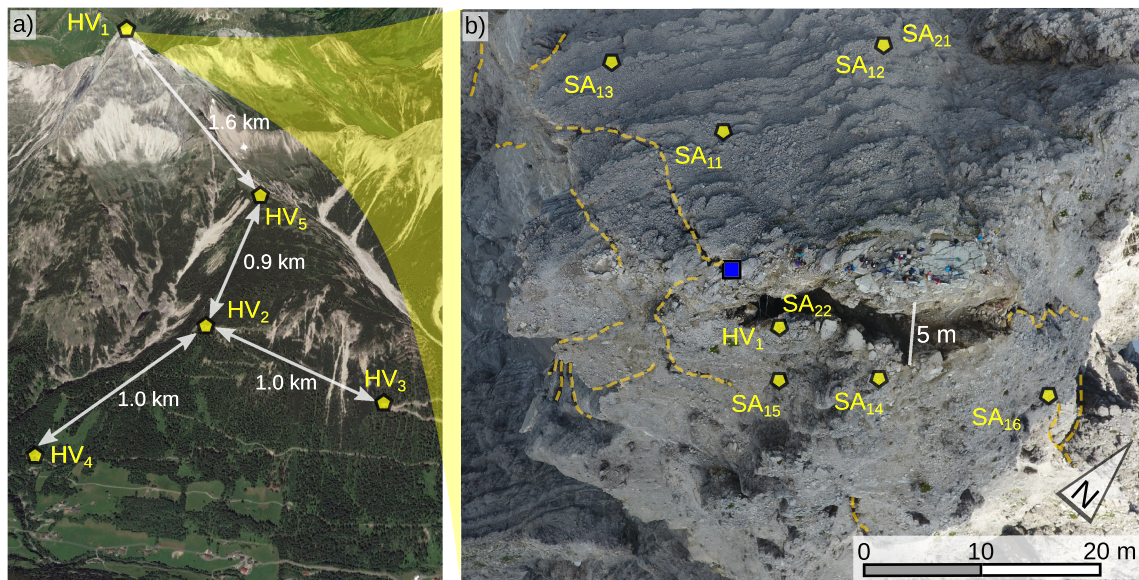 a)
HV₁
1.6 km
HV₅
0.9 km
HV₂
1.0 km
1.0 km
HV₃
HV₄
b)
SA₂₁
SA₁₂
SA₁₃
SA₁₁
SA₂₂
HV₁
5 m
SA₁₅
SA₁₄
SA₁₆
N
0 10 20 m